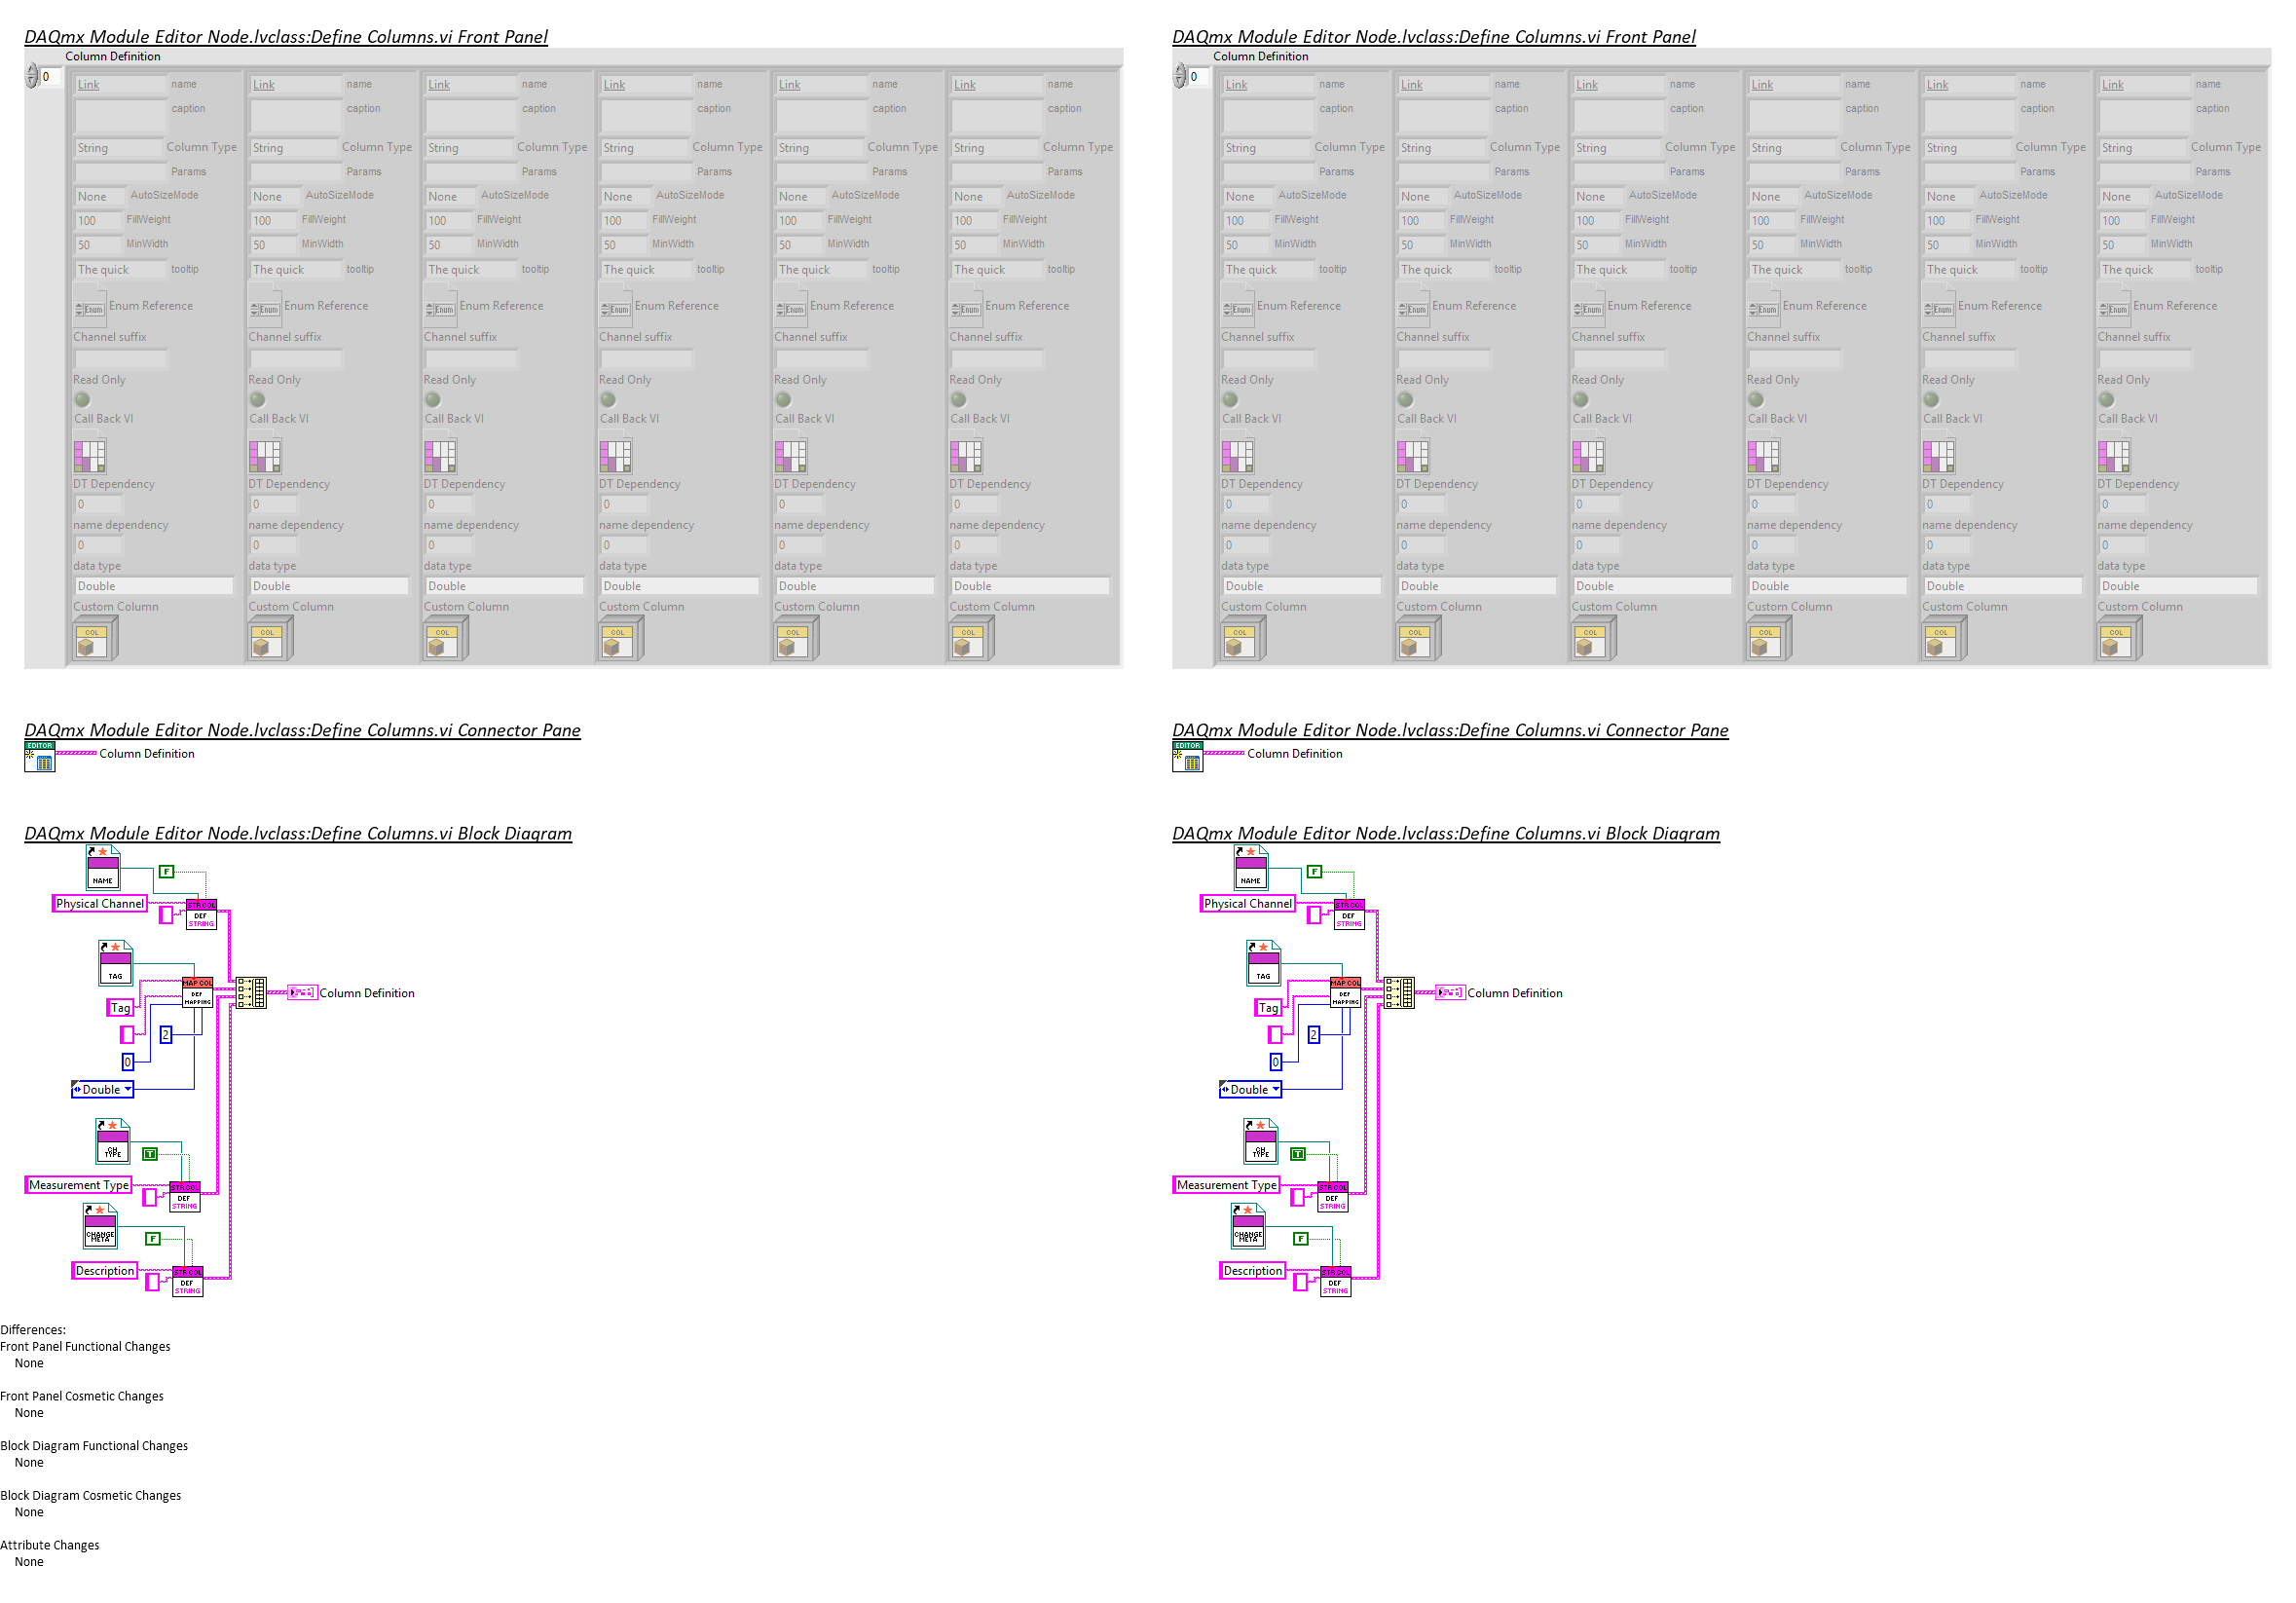 DAQmx Module Editor Node.lvclass:Define Columns.vi Front Panel
Column Definition
0
Link name Link name Link name Link name Link name Link name
caption caption caption caption caption caption
String Column Type String Column Type String Column Type String Column Type String Column Type String Column Type
Params Params Params Params Params Params
None AutoSizeMode None AutoSizeMode None AutoSizeMode None AutoSizeMode None AutoSizeMode None AutoSizeMode
100 FillWeight 100 FillWeight 100 FillWeight 100 FillWeight 100 FillWeight 100 FillWeight
50 MinWidth 50 MinWidth 50 MinWidth 50 MinWidth 50 MinWidth 50 MinWidth
The quick tooltip The quick tooltip The quick tooltip The quick tooltip The quick tooltip The quick tooltip
Enum Enum Reference Enum Enum Reference Enum Enum Reference Enum Enum Reference Enum Enum Reference Enum Enum Reference
Channel suffix Channel suffix Channel suffix Channel suffix Channel suffix Channel suffix
Read Only Read Only Read Only Read Only Read Only Read Only
Call Back VI Call Back VI Call Back VI Call Back VI Call Back VI Call Back VI
DT Dependency DT Dependency DT Dependency DT Dependency DT Dependency DT Dependency
0 0 0 0 0 0
name dependency name dependency name dependency name dependency name dependency name dependency
0 0 0 0 0 0
data type data type data type data type data type data type
Double Double Double Double Double Double
Custom Column Custom Column Custom Column Custom Column Custom Column Custom Column
COL COL COL COL COL COL
DAQmx Module Editor Node.lvclass:Define Columns.vi Connector Pane
EDITOR
Column Definition
DAQmx Module Editor Node.lvclass:Define Columns.vi Block Diagram
NAME
F
Physical Channel
STR COL
DEF
STRING
TAG
MAP COL
DEF
MAPPING
Column Definition
Tag
2
0
Double
CH
TYPE
T
Measurement Type
STR COL
DEF
STRING
CHANGE
META
F
Description
STR COL
DEF
STRING
DAQmx Module Editor Node.lvclass:Define Columns.vi Front Panel
Column Definition
0
Link name Link name Link name Link name Link name Link name
caption caption caption caption caption caption
String Column Type String Column Type String Column Type String Column Type String Column Type String Column Type
Params Params Params Params Params Params
None AutoSizeMode None AutoSizeMode None AutoSizeMode None AutoSizeMode None AutoSizeMode None AutoSizeMode
100 FillWeight 100 FillWeight 100 FillWeight 100 FillWeight 100 FillWeight 100 FillWeight
50 MinWidth 50 MinWidth 50 MinWidth 50 MinWidth 50 MinWidth 50 MinWidth
The quick tooltip The quick tooltip The quick tooltip The quick tooltip The quick tooltip The quick tooltip
Enum Enum Reference Enum Enum Reference Enum Enum Reference Enum Enum Reference Enum Enum Reference Enum Enum Reference
Channel suffix Channel suffix Channel suffix Channel suffix Channel suffix Channel suffix
Read Only Read Only Read Only Read Only Read Only Read Only
Call Back VI Call Back VI Call Back VI Call Back VI Call Back VI Call Back VI
DT Dependency DT Dependency DT Dependency DT Dependency DT Dependency DT Dependency
0 0 0 0 0 0
name dependency name dependency name dependency name dependency name dependency name dependency
0 0 0 0 0 0
data type data type data type data type data type data type
Double Double Double Double Double Double
Custom Column Custom Column Custom Column Custom Column Custom Column Custom Column
COL COL COL COL COL COL
DAQmx Module Editor Node.lvclass:Define Columns.vi Connector Pane
EDITOR
Column Definition
DAQmx Module Editor Node.lvclass:Define Columns.vi Block Diagram
NAME
F
Physical Channel
STR COL
DEF
STRING
TAG
MAP COL
DEF
MAPPING
Column Definition
Tag
2
0
Double
CH
TYPE
T
Measurement Type
STR COL
DEF
STRING
CHANGE
META
F
Description
STR COL
DEF
STRING
Differences:
Front Panel Functional Changes
None
Front Panel Cosmetic Changes
None
Block Diagram Functional Changes
None
Block Diagram Cosmetic Changes
None
Attribute Changes
None